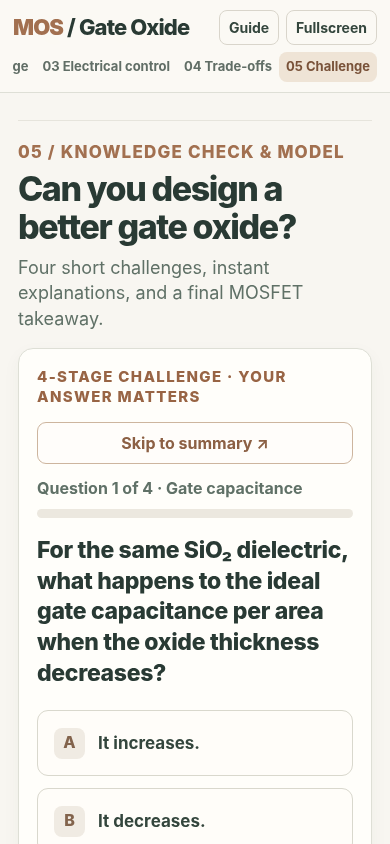 MOS / Gate Oxide
Guide
Fullscreen
ge
03 Electrical control
04 Trade-offs
05 Challenge
05 / KNOWLEDGE CHECK & MODEL
Can you design a
better gate oxide?
Four short challenges, instant
explanations, and a final MOSFET
takeaway.
4-STAGE CHALLENGE · YOUR
ANSWER MATTERS
Skip to summary ↗
Question 1 of 4 · Gate capacitance
For the same SiO₂ dielectric,
what happens to the ideal
gate capacitance per area
when the oxide thickness
decreases?
A
It increases.
B
It decreases.